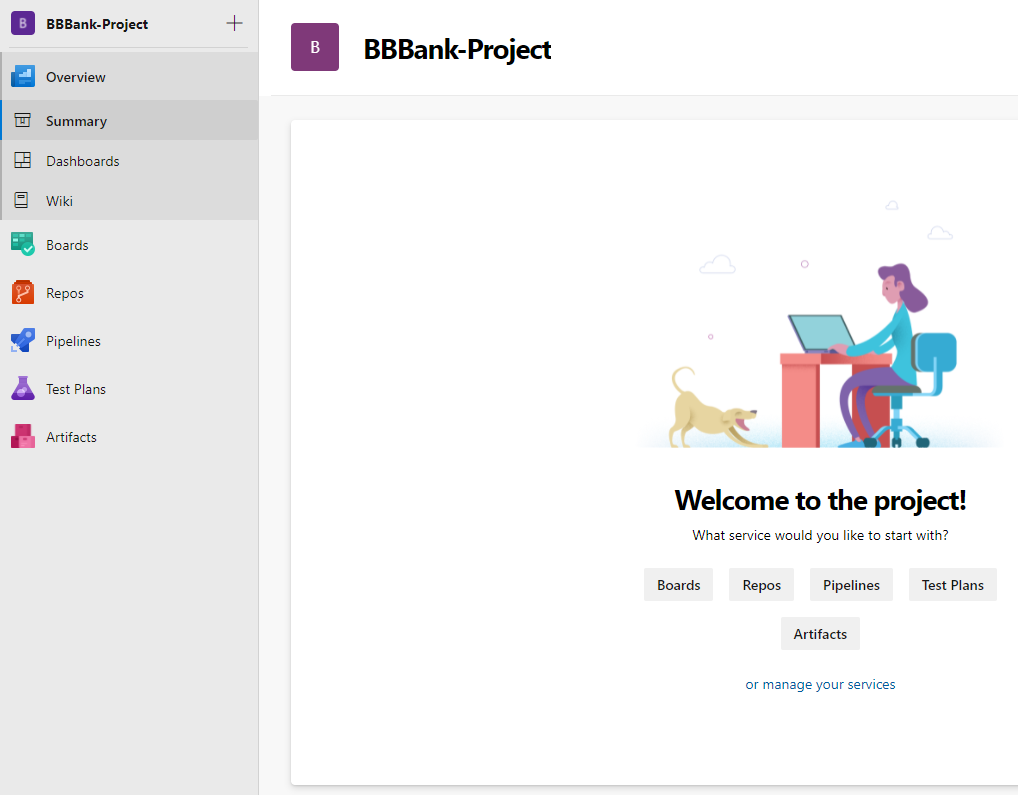 B BBBank-Project
Overview
Summary
Dashboards
Wiki
Boards
Repos
Pipelines
Test Plans
Artifacts
B BBBank-Project
Welcome to the project!
What service would you like to start with?
Boards Repos Pipelines Test Plans
Artifacts
or manage your services